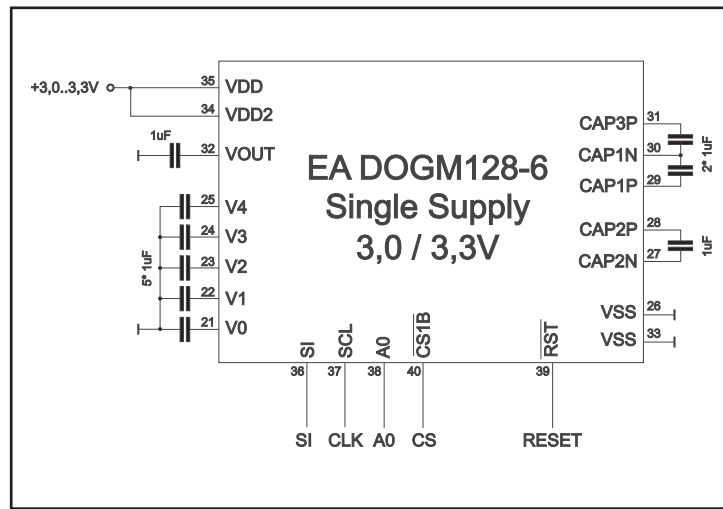 +3,0..3,3V
35 VDD
34 VDD2
1uF
32 VOUT
25 V4
24 V3
23 V2
22 V1
21 V0
5* 1uF
EA DOGM128-6
Single Supply
3,0 / 3,3V
CAP3P 31
CAP1N 30
CAP1P 29
2* 1uF
CAP2P 28
CAP2N 27
1uF
VSS 26
VSS 33
SI SCL A0 CS1B RST
36 37 38 40 39
SI CLK A0 CS RESET